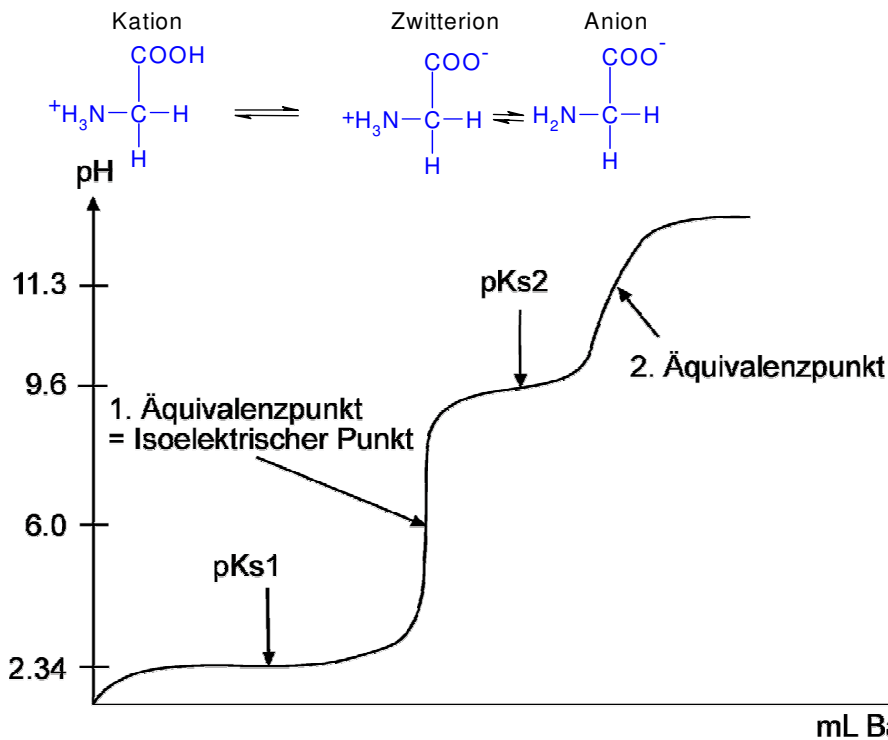 Kation Zwitterion Anion
COOH COO⁻ COO⁻
⁺H₃N–C–H ⁺H₃N–C–H H₂N–C–H
H H H
pH
11.3
pKs2
2. Äquivalenzpunkt
9.6
1. Äquivalenzpunkt
= Isoelektrischer Punkt
6.0
pKs1
2.34
mL